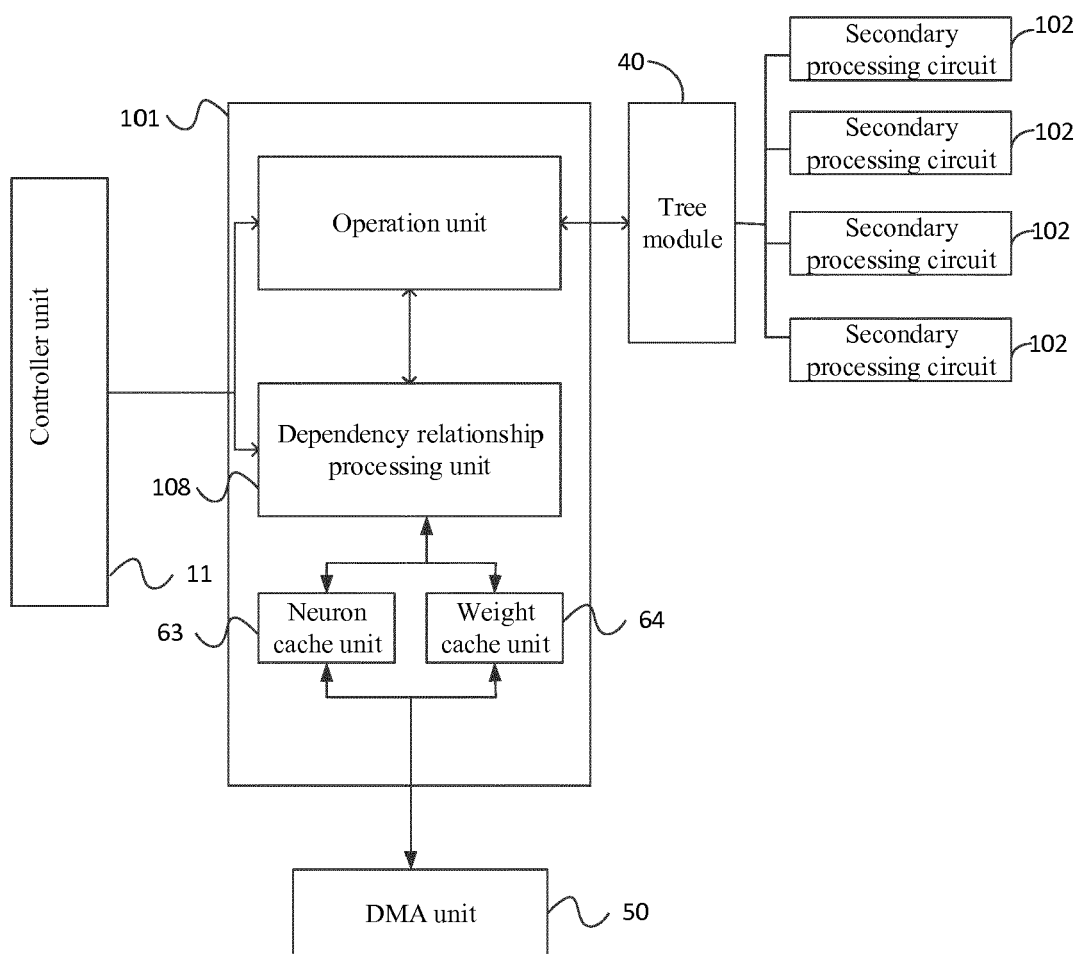 102
Secondary
processing circuit
40
101
102
Secondary
processing circuit
Operation unit
Tree
module
102
Secondary
processing circuit
Controller unit
102
Secondary
processing circuit
Dependency relationship
processing unit
108
11
Neuron
cache unit
63
Weight
cache unit
64
DMA unit
50